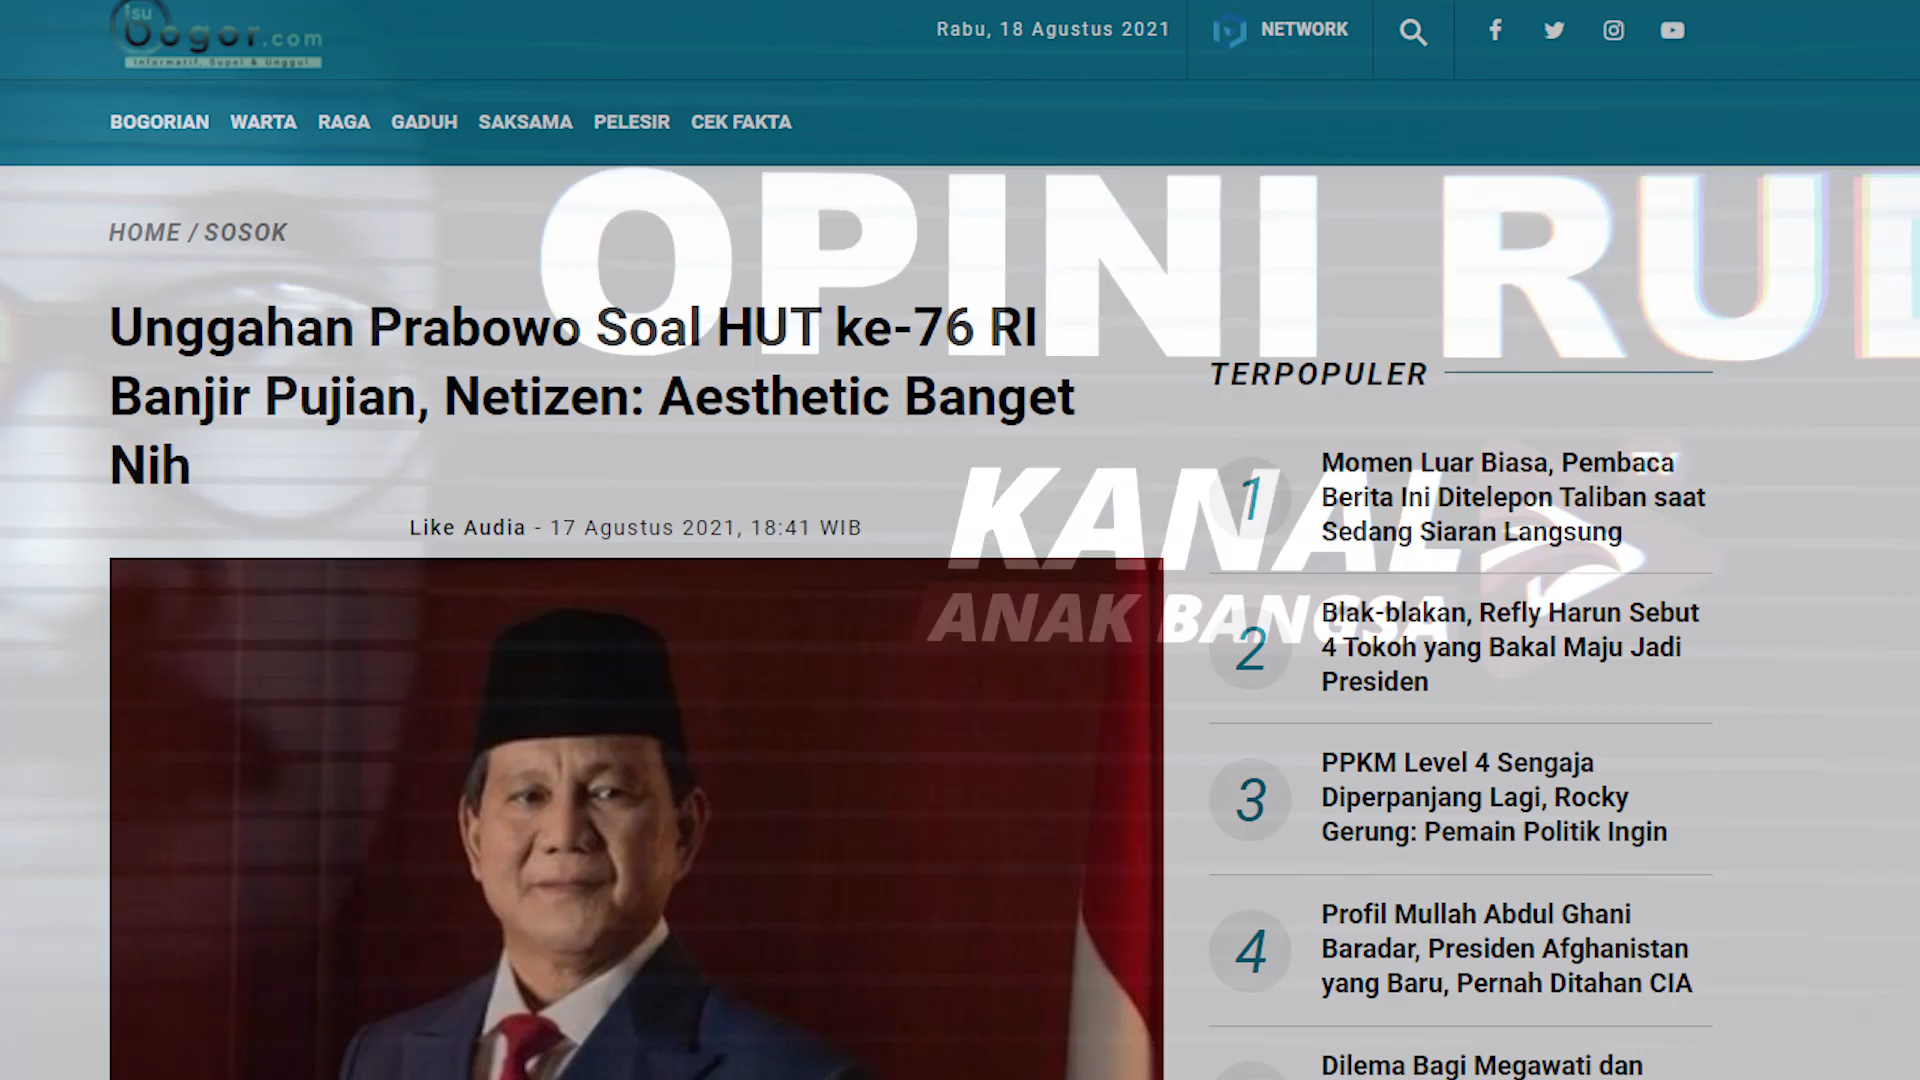 isu
bogor.com
Informatif, Supel & Unggul
Rabu, 18 Agustus 2021
NETWORK
BOGORIAN WARTA RAGA GADUH SAKSAMA PELESIR CEK FAKTA
OPINI RU
HOME / SOSOK
Unggahan Prabowo Soal HUT ke-76 RI
Banjir Pujian, Netizen: Aesthetic Banget
Nih
Like Audia - 17 Agustus 2021, 18:41 WIB
KANAL
ANAK BANGSA
TERPOPULER
1
Momen Luar Biasa, Pembaca
Berita Ini Ditelepon Taliban saat
Sedang Siaran Langsung
2
Blak-blakan, Refly Harun Sebut
4 Tokoh yang Bakal Maju Jadi
Presiden
3
PPKM Level 4 Sengaja
Diperpanjang Lagi, Rocky
Gerung: Pemain Politik Ingin
4
Profil Mullah Abdul Ghani
Baradar, Presiden Afghanistan
yang Baru, Pernah Ditahan CIA
Dilema Bagi Megawati dan